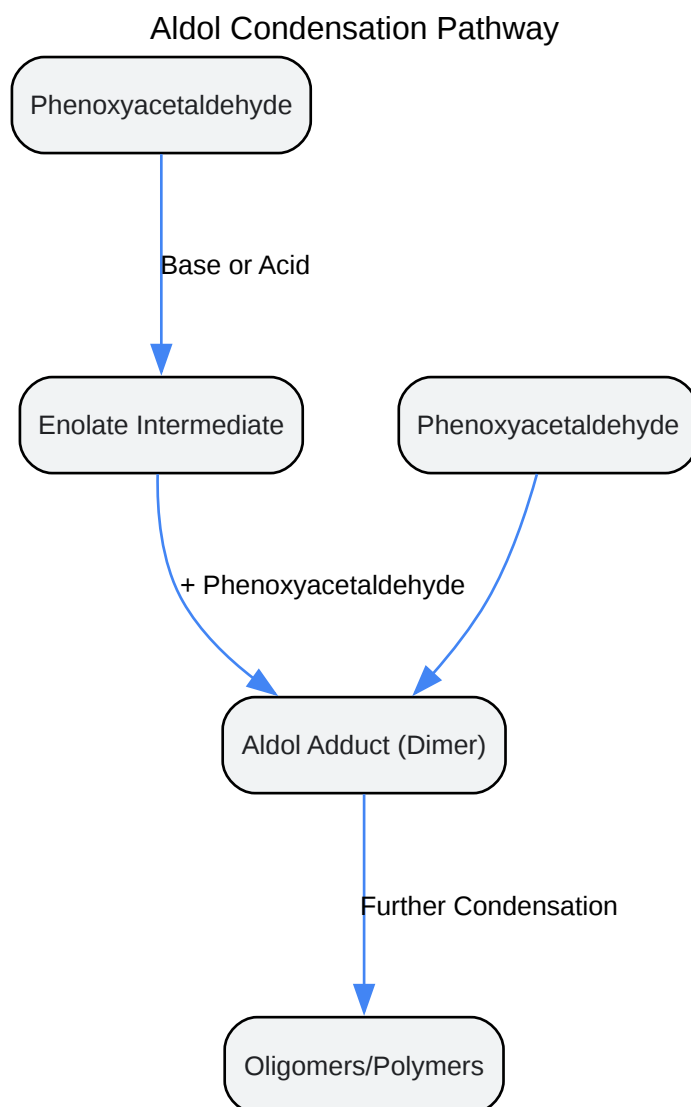 Aldol Condensation Pathway
Phenoxyacetaldehyde
Base or Acid
Enolate Intermediate
Phenoxyacetaldehyde
+ Phenoxyacetaldehyde
Aldol Adduct (Dimer)
Further Condensation
Oligomers/Polymers